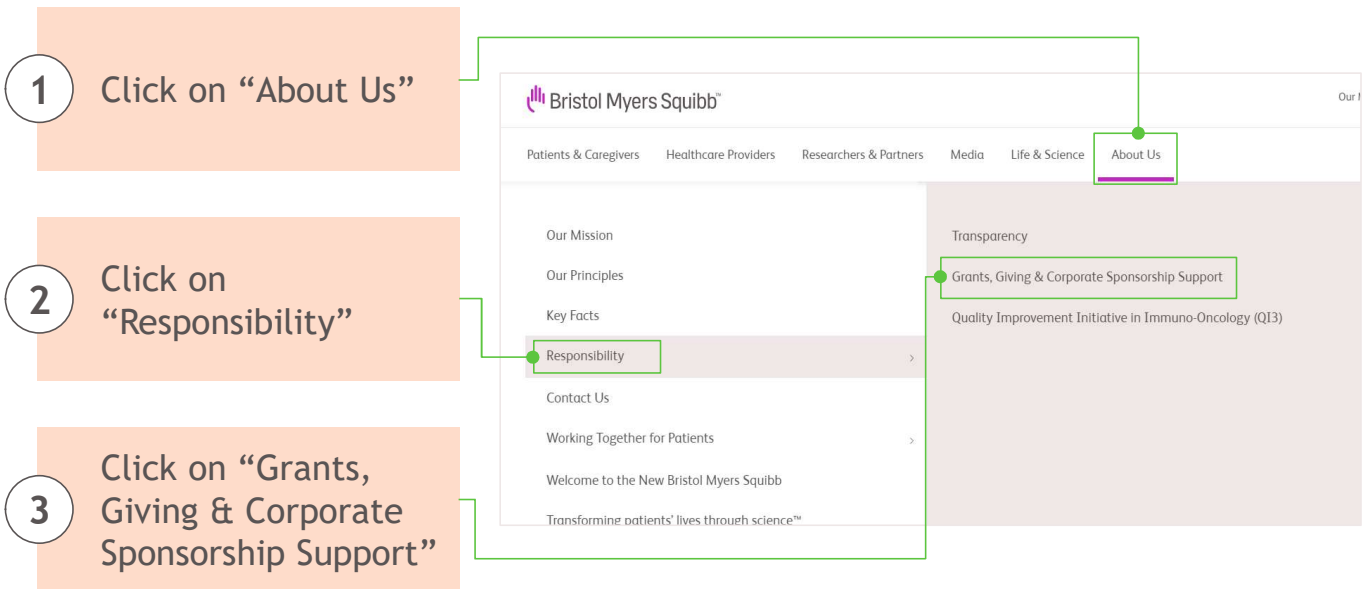 1
Click on “About Us”
2
Click on
“Responsibility”
3
Click on “Grants,
Giving & Corporate
Sponsorship Support”
Bristol Myers Squibb™
Our
Patients & Caregivers Healthcare Providers Researchers & Partners Media Life & Science About Us
Our Mission
Our Principles
Key Facts
Responsibility
Contact Us
Working Together for Patients
Welcome to the New Bristol Myers Squibb
Transforming patients’ lives through science™
Transparency
Grants, Giving & Corporate Sponsorship Support
Quality Improvement Initiative in Immuno-Oncology (QI3)